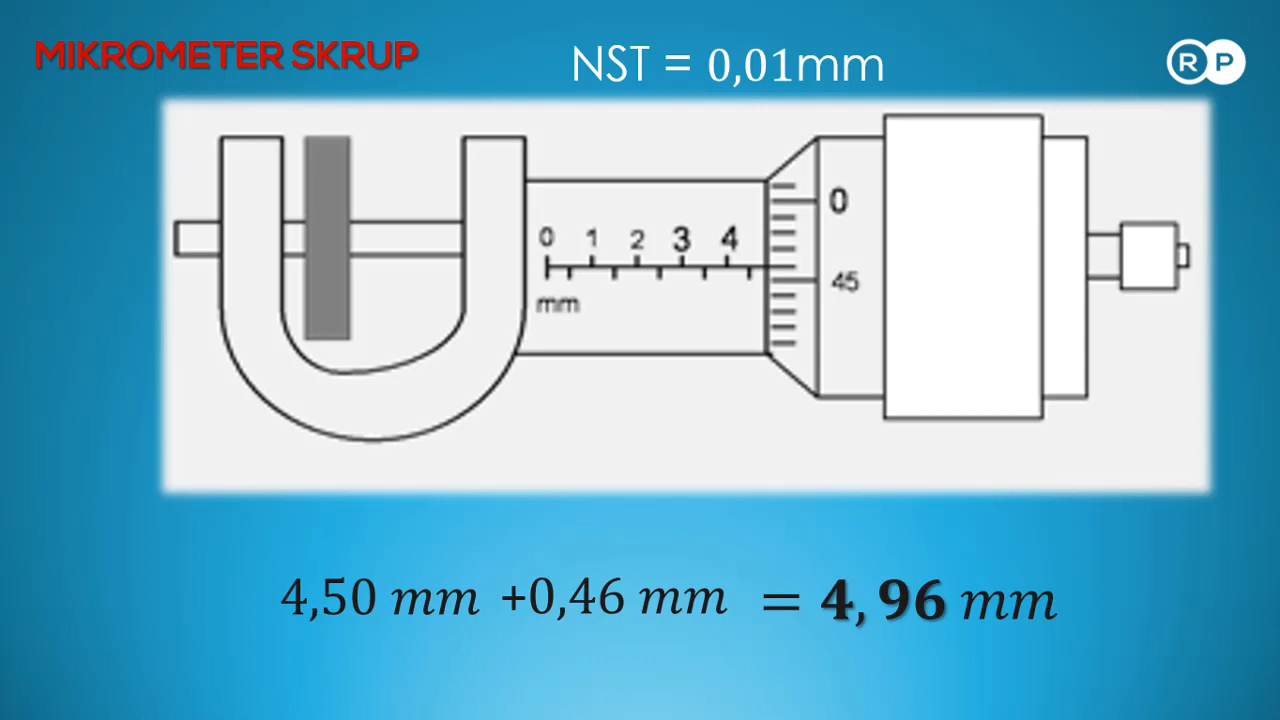 MIKROMETER SKRUP
NST = 0,01mm
RP
0
0 1 2 3 4
45
mm
4,50 mm +0,46 mm = 4,96 mm